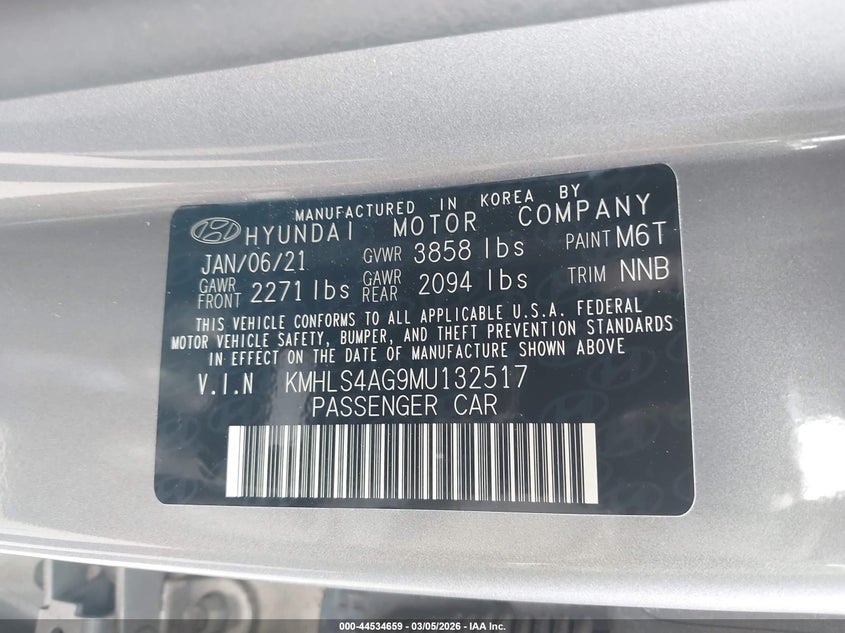 MANUFACTURED IN KOREA BY
HYUNDAI MOTOR COMPANY
JAN/06/21 GVWR 3858 lbs PAINT M6T
GAWR FRONT 2271 lbs GAWR REAR 2094 lbs TRIM NNB
THIS VEHICLE CONFORMS TO ALL APPLICABLE U.S.A. FEDERAL
MOTOR VEHICLE SAFETY, BUMPER, AND THEFT PREVENTION STANDARDS
IN EFFECT ON THE DATE OF MANUFACTURE SHOWN ABOVE
V.I.N KMHLS4AG9MU132517
PASSENGER CAR
000-44534659 | 03/05/2026 - IAA Inc.